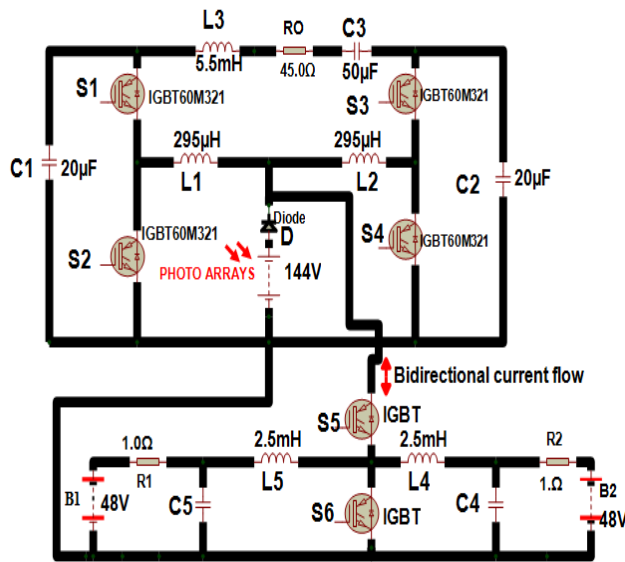 L3
5.5mH
RO
45.0Ω
C3
50µF
S1
IGBT60M321
S3
IGBT60M321
C1
20µF
295µH
L1
295µH
L2
C2
20µF
S2
IGBT60M321
Diode
D
S4
IGBT60M321
PHOTO ARRAYS
144V
Bidirectional current flow
S5
IGBT
1.0Ω
R1
2.5mH
L5
2.5mH
L4
R2
1.Ω
B1
48V
C5
S6
IGBT
C4
B2
48V